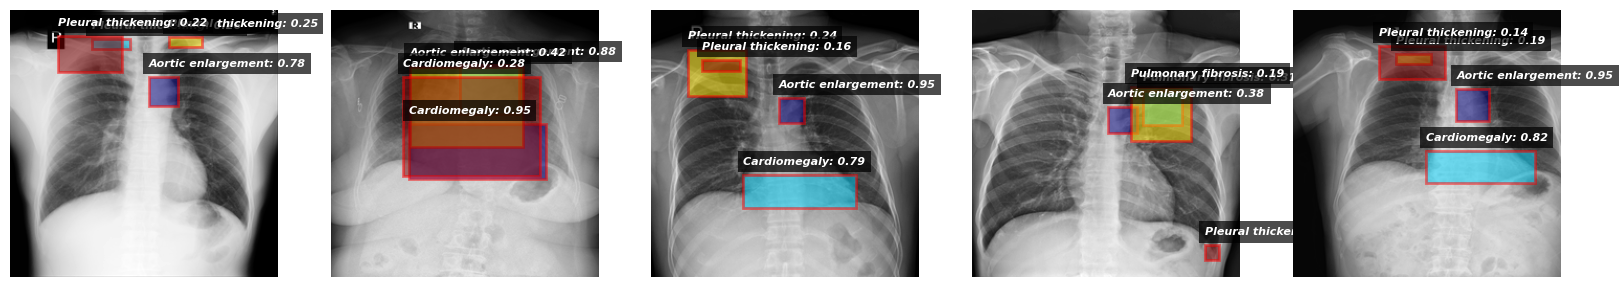 Pleural thickening: 0.22
thickening: 0.25
Aortic enlargement: 0.78
R
Aortic enlargement: 0.42
nt: 0.88
Cardiomegaly: 0.28
Cardiomegaly: 0.95
Pleural thickening: 0.24
Pleural thickening: 0.16
Aortic enlargement: 0.95
Cardiomegaly: 0.79
Pulmonary fibrosis: 0.19
Aortic enlargement: 0.38
Pleural thicken
Pleural thickening: 0.14
Pleural thickening: 0.19
Aortic enlargement: 0.95
Cardiomegaly: 0.82